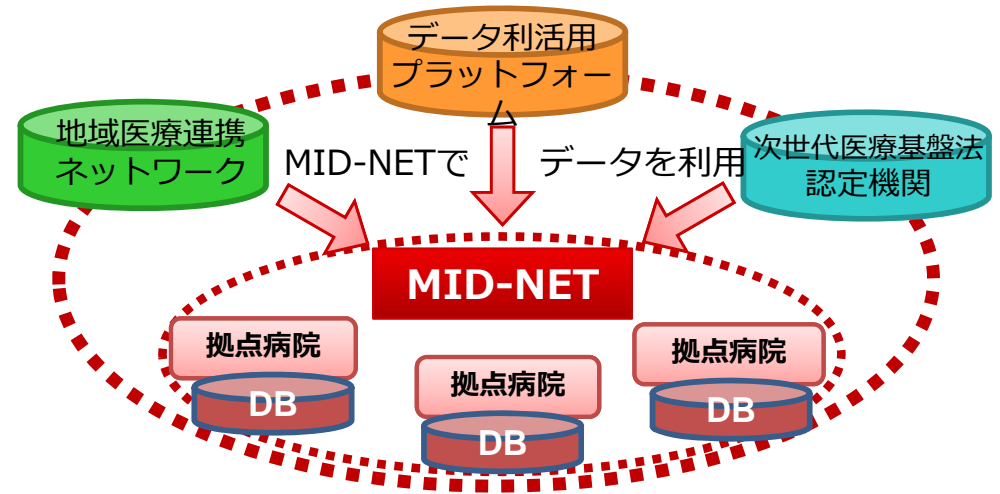 データ利活用
プラットフォー
ム
地域医療連携
ネットワーク
次世代医療基盤法
認定機関
MID-NETで
データを利用
MID-NET
拠点病院
DB
拠点病院
DB
拠点病院
DB